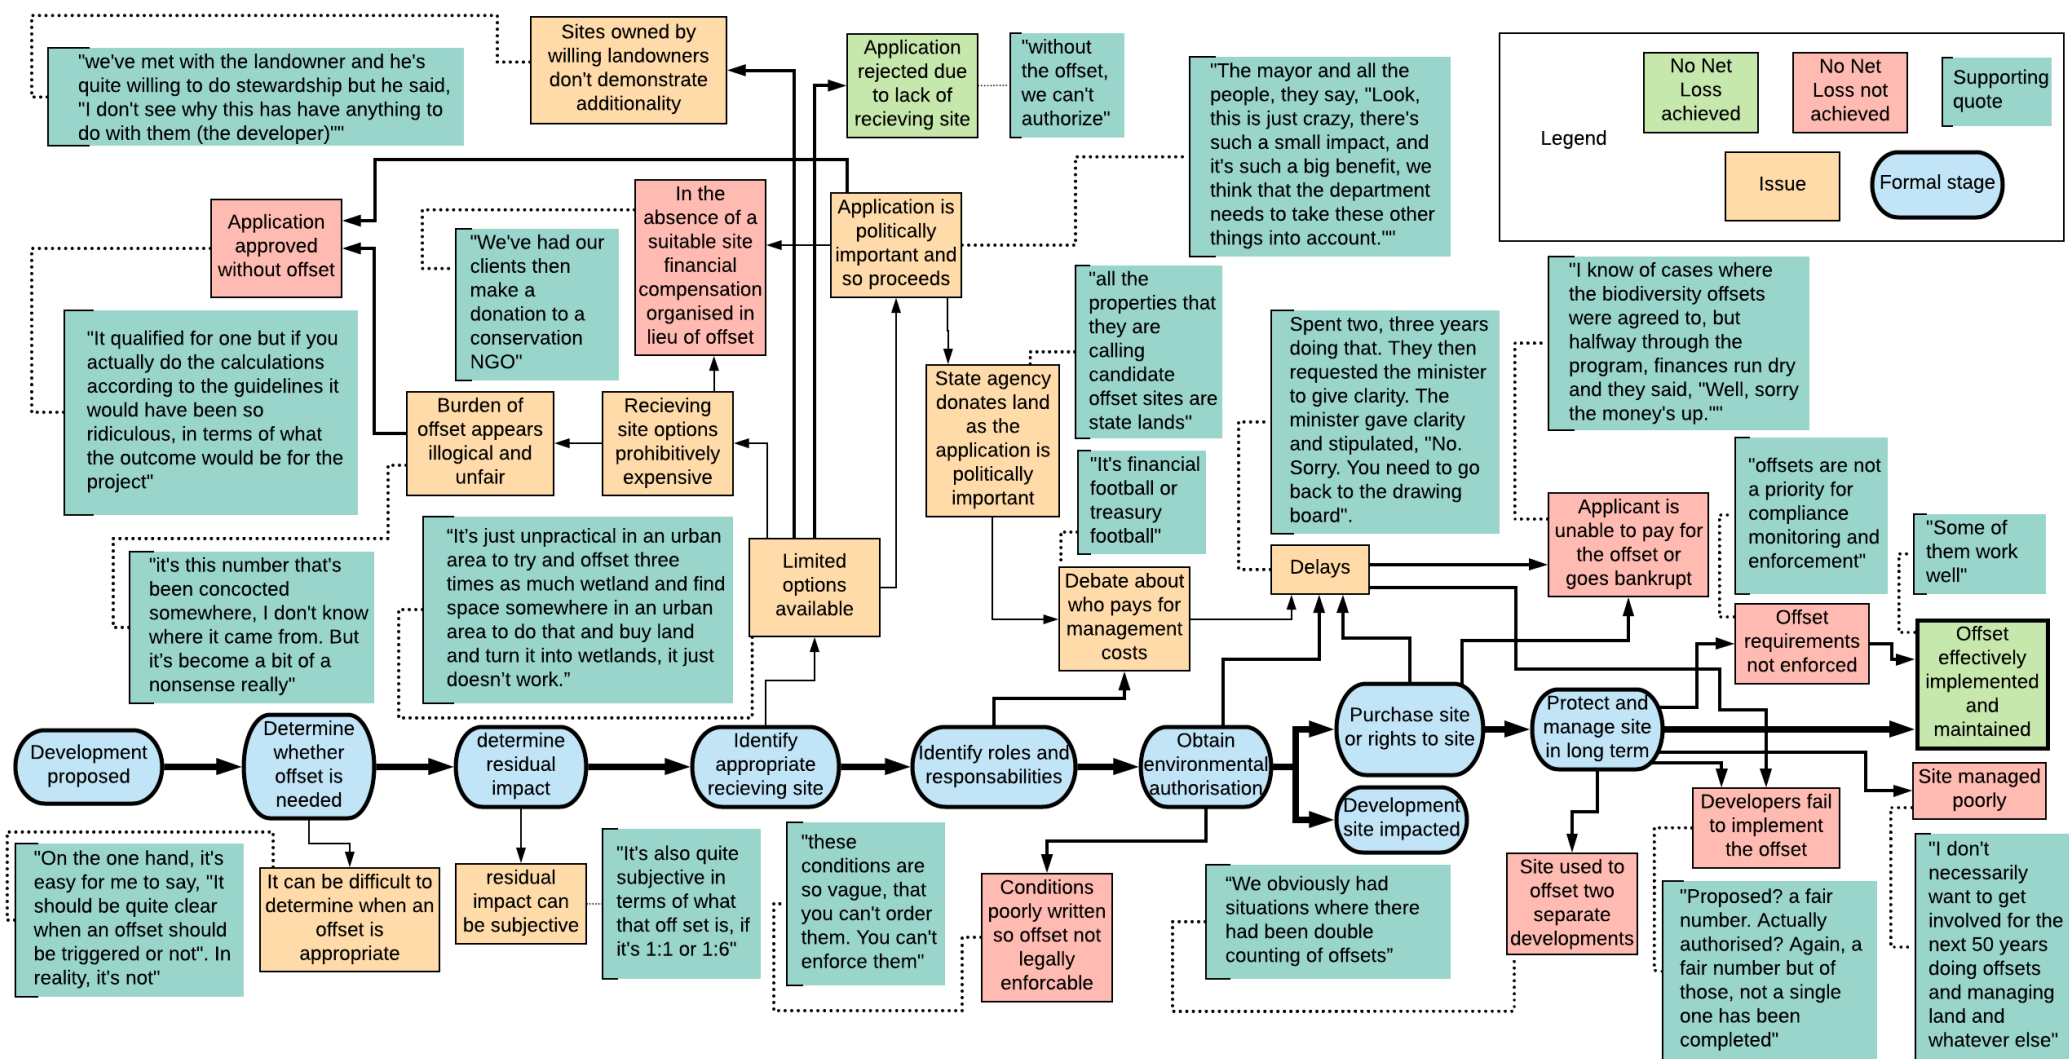 "we've met with the landowner and he's
quite willing to do stewardship but he said,
"I don't see why this has have anything to
do with them (the developer)""
Sites owned by
willing landowners
don't demonstrate
additionality
Application
rejected due
to lack of
recieving site
"without
the offset,
we can't
authorize"
"The mayor and all the
people, they say, "Look,
this is just crazy, there's
such a small impact, and
it's such a big benefit, we
think that the department
needs to take these other
things into account.""
Legend
No Net
Loss
achieved
No Net
Loss not
achieved
Supporting
quote
Issue
Formal stage
Application
approved
without offset
"We've had our
clients then
make a
donation to a
conservation
NGO"
In the
absence of a
suitable site
financial
compensation
organised in
lieu of offset
Application is
politically
important and
so proceeds
"all the
properties that
they are
calling
candidate
offset sites are
state lands"
Spent two, three years
doing that. They then
requested the minister
to give clarity. The
minister gave clarity
and stipulated, "No.
Sorry. You need to go
back to the drawing
board".
"I know of cases where
the biodiversity offsets
were agreed to, but
halfway through the
program, finances run dry
and they said, "Well, sorry
the money's up.""
"It qualified for one but if you
actually do the calculations
according to the guidelines it
would have been so
ridiculous, in terms of what
the outcome would be for the
project"
Burden of
offset appears
illogical and
unfair
Recieving
site options
prohibitively
expensive
State agency
donates land
as the
application is
politically
important
"It's financial
football or
treasury
football"
Applicant is
unable to pay for
the offset or
goes bankrupt
"offsets are not
a priority for
compliance
monitoring and
enforcement"
"Some of
them work
well"
"it's this number that's
been concocted
somewhere, I don't know
where it came from. But
it's become a bit of a
nonsense really"
"It's just unpractical in an urban
area to try and offset three
times as much wetland and find
space somewhere in an urban
area to do that and buy land
and turn it into wetlands, it just
doesn't work."
Limited
options
available
Debate about
who pays for
management
costs
Delays
Offset
requirements
not enforced
Offset
effectively
implemented
and
maintained
Development
proposed
Determine
whether
offset is
needed
determine
residual
impact
Identify
appropriate
recieving site
Identify roles and
responsabilities
Obtain
environmental
authorisation
Purchase site
or rights to site
Development
site impacted
Protect and
manage site
in long term
Site managed
poorly
Developers fail
to implement
the offset
"On the one hand, it's
easy for me to say, "It
should be quite clear
when an offset should
be triggered or not". In
reality, it's not"
It can be difficult to
determine when an
offset is
appropriate
residual
impact can
be subjective
"It's also quite
subjective in
terms of what
that off set is, if
it's 1:1 or 1:6"
"these
conditions are
so vague, that
you can't order
them. You can't
enforce them"
Conditions
poorly written
so offset not
legally
enforcable
“We obviously had
situations where there
had been double
counting of offsets”
Site used to
offset two
separate
developments
"Proposed? a fair
number. Actually
authorised? Again, a
fair number but of
those, not a single
one has been
completed"
"I don't
necessarily
want to get
involved for the
next 50 years
doing offsets
and managing
land and
whatever else"